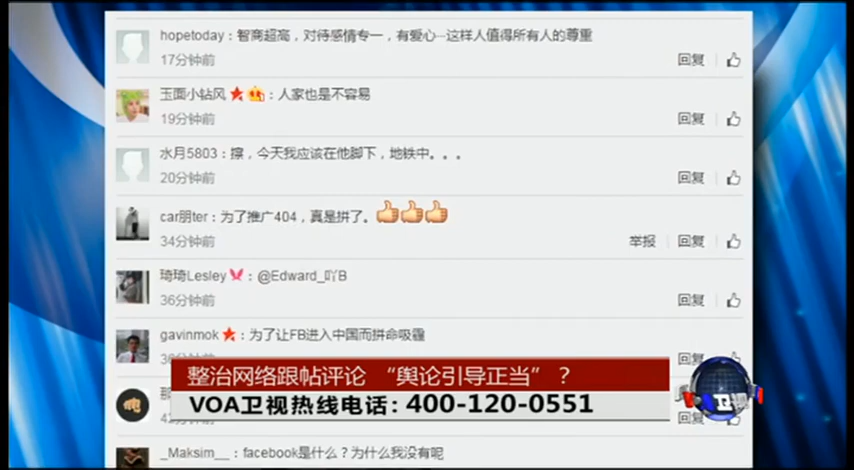 hopetoday：智商超高，对待感情专一，有爱心···这样人值得所有人的尊重
17分钟前
回复
玉面小钻风：人家也是不容易
19分钟前
回复
水月5803：擦，今天我应该在他脚下，地铁中。。。
20分钟前
回复
car朋ter：为了推广404，真是拼了。
34分钟前
举报 回复
琦琦Lesley：@Edward_吖B
36分钟前
回复
gavinmok：为了让FB进入中国而拼命吸霾
回复
整治网络跟帖评论 “舆论引导正当”？
VOA卫视热线电话：400-120-0551
回复
_Maksim__：facebook是什么？为什么我没有呢